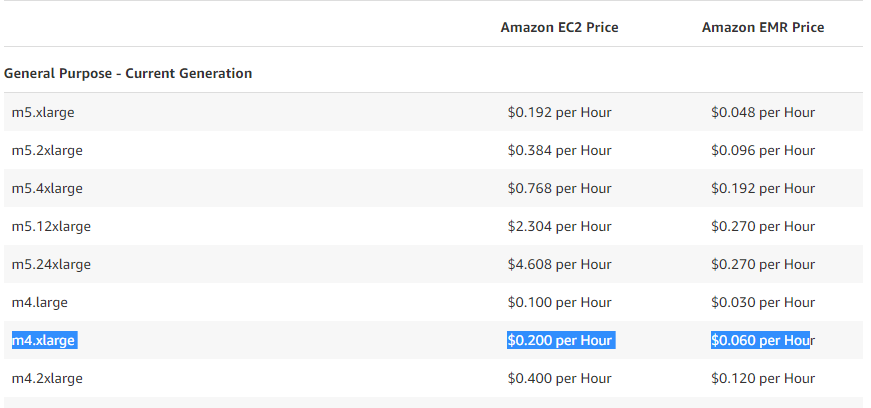 Amazon EC2 Price Amazon EMR Price
General Purpose - Current Generation
m5.xlarge $0.192 per Hour $0.048 per Hour
m5.2xlarge $0.384 per Hour $0.096 per Hour
m5.4xlarge $0.768 per Hour $0.192 per Hour
m5.12xlarge $2.304 per Hour $0.270 per Hour
m5.24xlarge $4.608 per Hour $0.270 per Hour
m4.large $0.100 per Hour $0.030 per Hour
m4.xlarge $0.200 per Hour $0.060 per Hour
m4.2xlarge $0.400 per Hour $0.120 per Hour